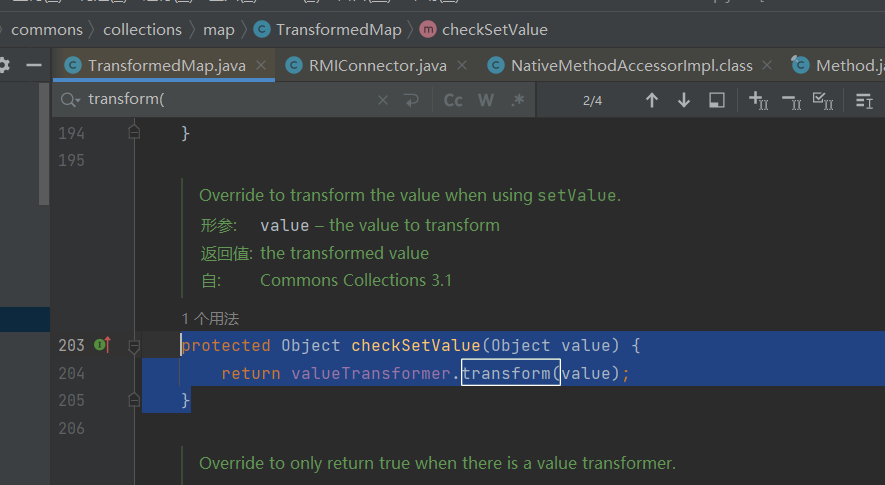 commons > collections > map > TransformedMap > checkSetValue
TransformedMap.java RMIConnector.java NativeMethodAccessorImpl.class Method.ja
transform( Cc W .* 2/4
194 }
195
Override to transform the value when using setValue.
形参: value – the value to transform
返回值: the transformed value
自: Commons Collections 3.1
1 个用法
203 protected Object checkSetValue(Object value) {
204 return valueTransformer.transform(value);
205 }
206
Override to only return true when there is a value transformer.